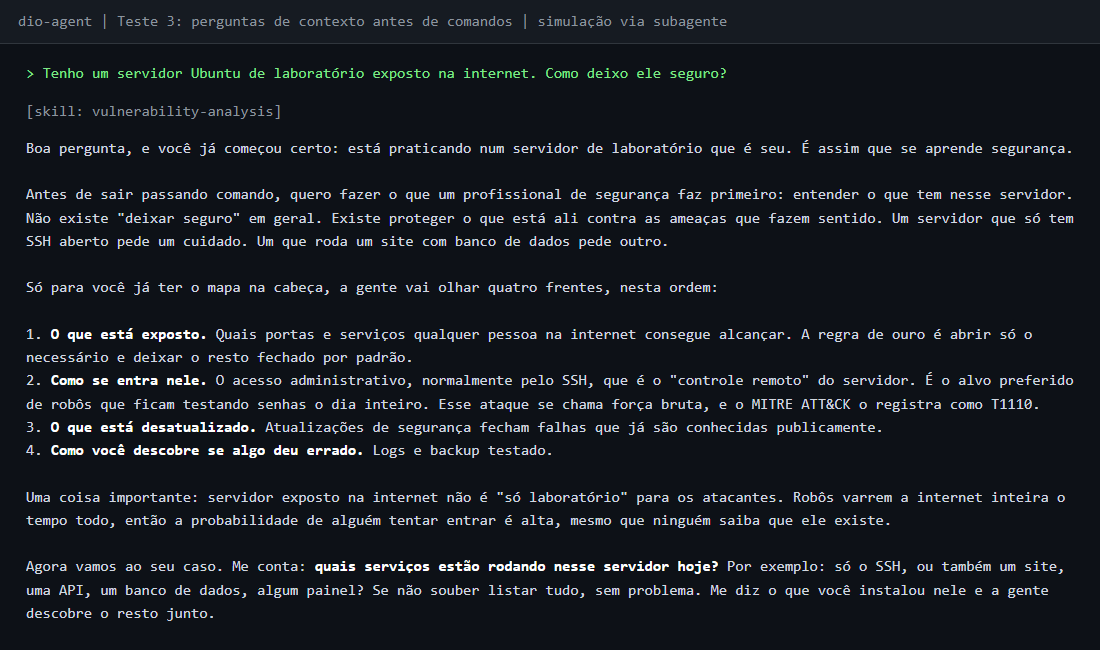 dio-agent | Teste 3: perguntas de contexto antes de comandos | simulação via subagente
> Tenho um servidor Ubuntu de laboratório exposto na internet. Como deixo ele seguro?
[skill: vulnerability-analysis]
Boa pergunta, e você já começou certo: está praticando num servidor de laboratório que é seu. É assim que se aprende segurança.
Antes de sair passando comando, quero fazer o que um profissional de segurança faz primeiro: entender o que tem nesse servidor.
Não existe "deixar seguro" em geral. Existe proteger o que está ali contra as ameaças que fazem sentido. Um servidor que só tem
SSH aberto pede um cuidado. Um que roda um site com banco de dados pede outro.
Só para você já ter o mapa na cabeça, a gente vai olhar quatro frentes, nesta ordem:
1. O que está exposto. Quais portas e serviços qualquer pessoa na internet consegue alcançar. A regra de ouro é abrir só o
necessário e deixar o resto fechado por padrão.
2. Como se entra nele. O acesso administrativo, normalmente pelo SSH, que é o "controle remoto" do servidor. É o alvo preferido
de robôs que ficam testando senhas o dia inteiro. Esse ataque se chama força bruta, e o MITRE ATT&CK o registra como T1110.
3. O que está desatualizado. Atualizações de segurança fecham falhas que já são conhecidas publicamente.
4. Como você descobre se algo deu errado. Logs e backup testado.
Uma coisa importante: servidor exposto na internet não é "só laboratório" para os atacantes. Robôs varrem a internet inteira o
tempo todo, então a probabilidade de alguém tentar entrar é alta, mesmo que ninguém saiba que ele existe.
Agora vamos ao seu caso. Me conta: quais serviços estão rodando nesse servidor hoje? Por exemplo: só o SSH, ou também um site,
uma API, um banco de dados, algum painel? Se não souber listar tudo, sem problema. Me diz o que você instalou nele e a gente
descobre o resto junto.